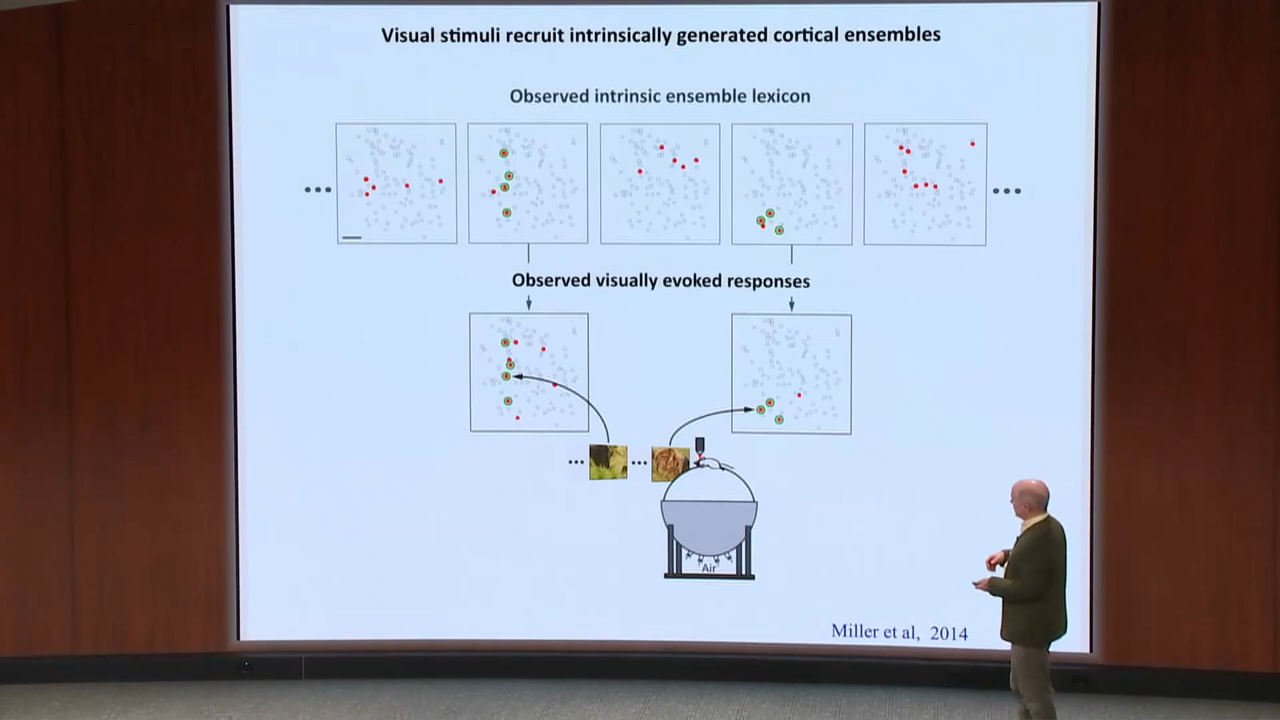 Visual stimuli recruit intrinsically generated cortical ensembles
Observed intrinsic ensemble lexicon
Observed visually evoked responses
Air
Miller et al, 2014